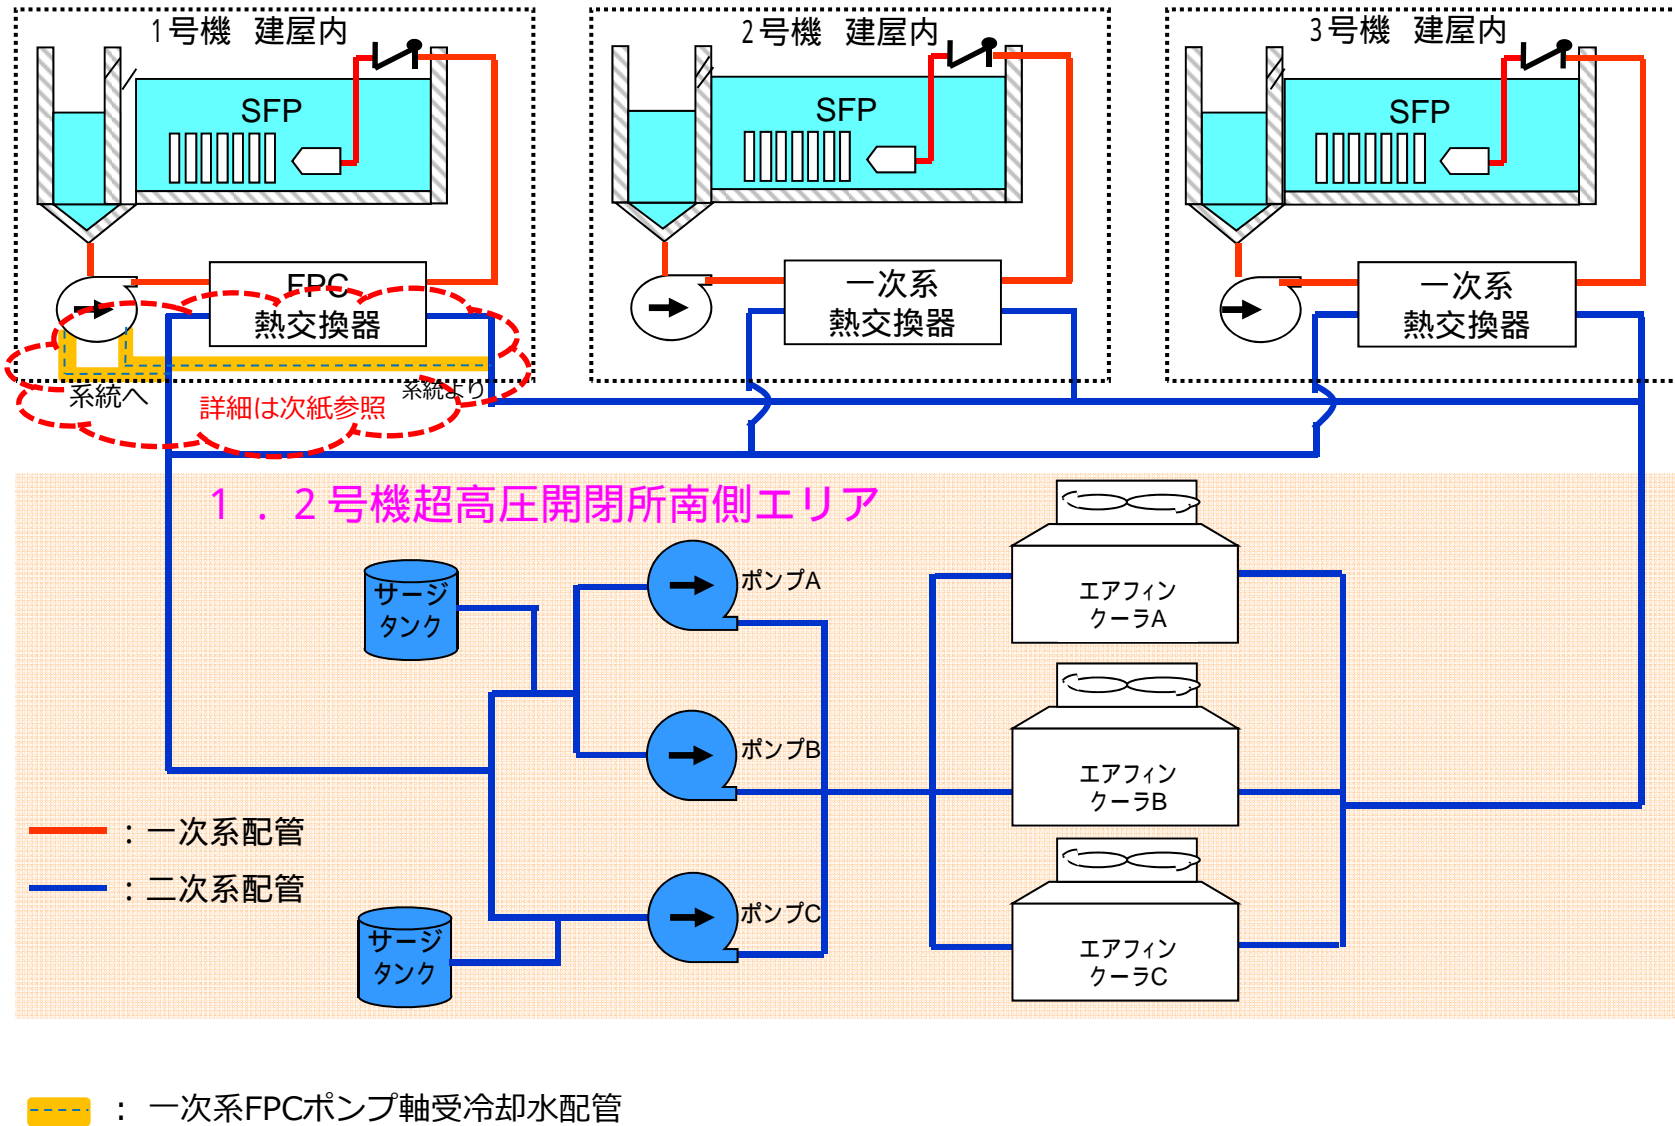 1号機 建屋内
2号機 建屋内
3号機 建屋内
SFP
SFP
SFP
FPC
熱交換器
一次系
熱交換器
一次系
熱交換器
系統へ
系統より
詳細は次紙参照
１．２号機超高圧開閉所南側エリア
サージ
タンク
ポンプA
エアフィン
クーラA
ポンプB
エアフィン
クーラB
：一次系配管
：二次系配管
サージ
タンク
ポンプC
エアフィン
クーラC
：一次系FPCポンプ軸受冷却水配管